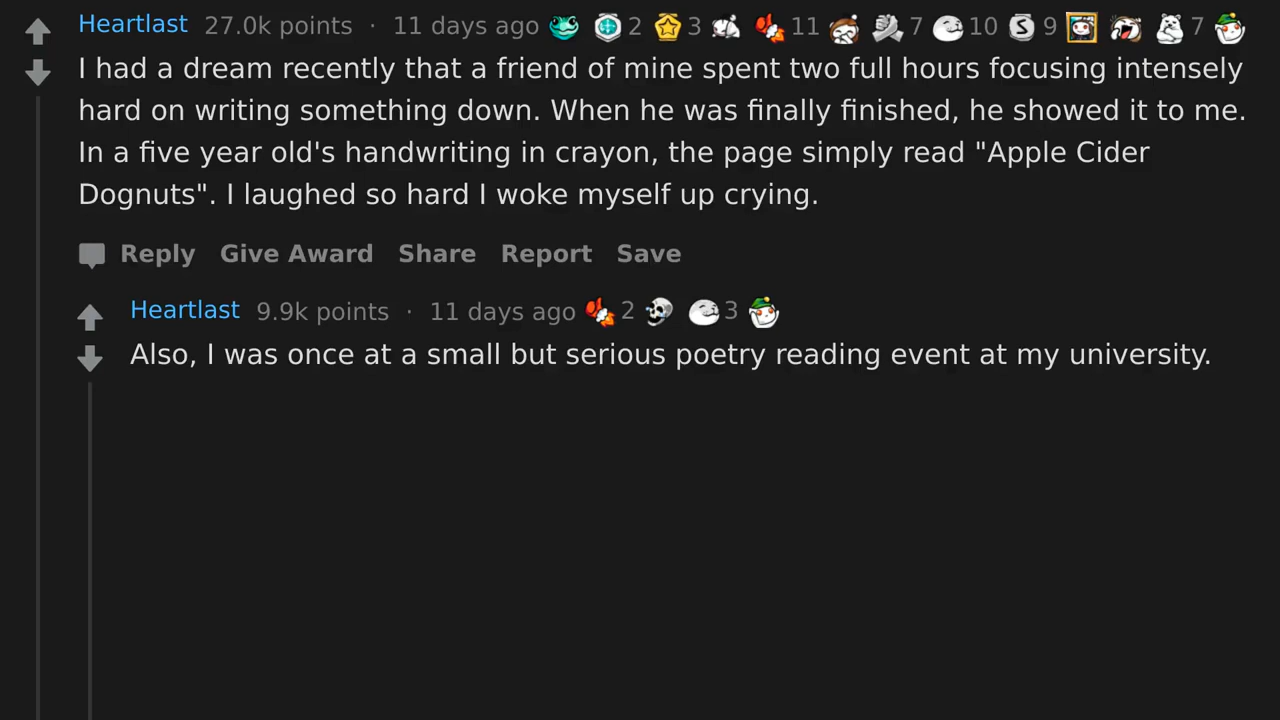 Heartlast 27.0k points · 11 days ago 2 3 11 7 10 9 7
I had a dream recently that a friend of mine spent two full hours focusing intensely
hard on writing something down. When he was finally finished, he showed it to me.
In a five year old's handwriting in crayon, the page simply read "Apple Cider
Dognuts". I laughed so hard I woke myself up crying.
Reply Give Award Share Report Save
Heartlast 9.9k points · 11 days ago 2 3
Also, I was once at a small but serious poetry reading event at my university.